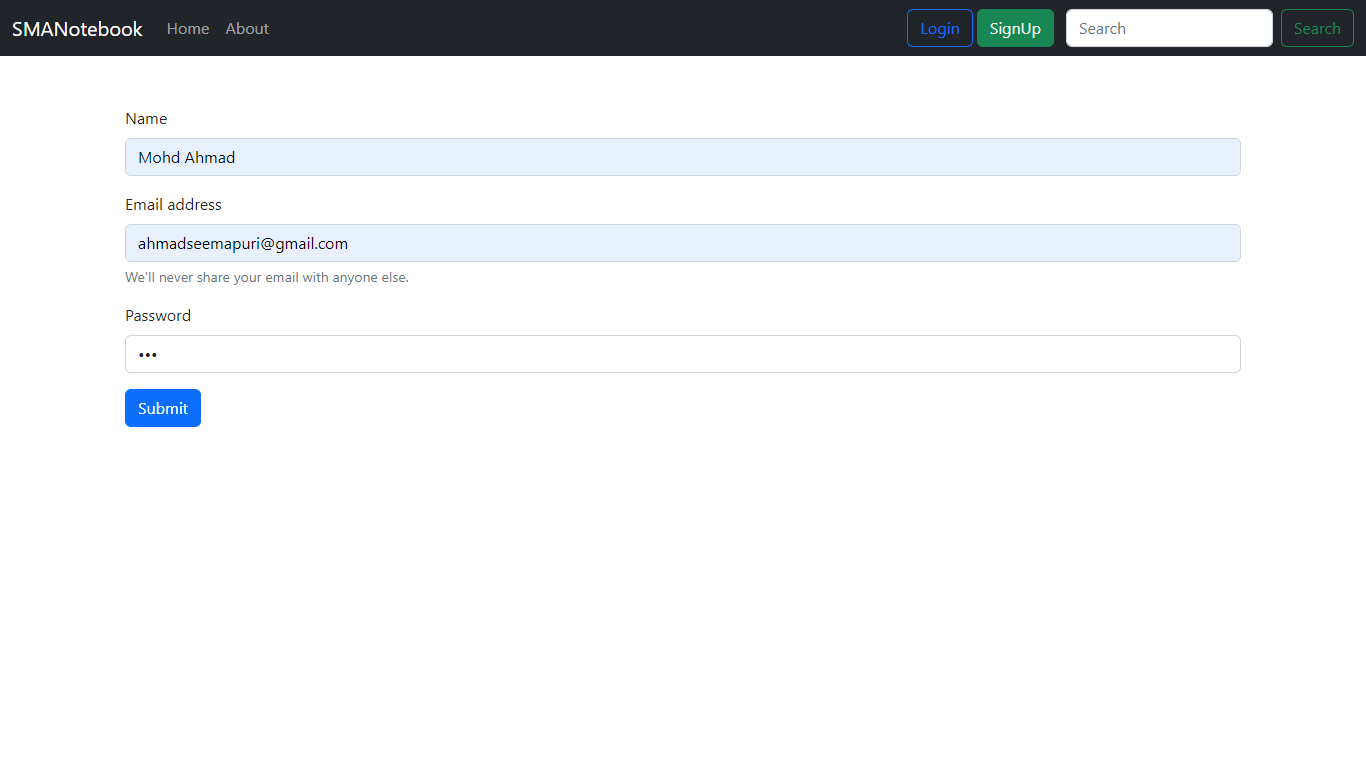 SMANotebook Home About Login SignUp Search Search
Name
Mohd Ahmad
Email address
ahmadseemapuri@gmail.com
We'll never share your email with anyone else.
Password
•••
Submit